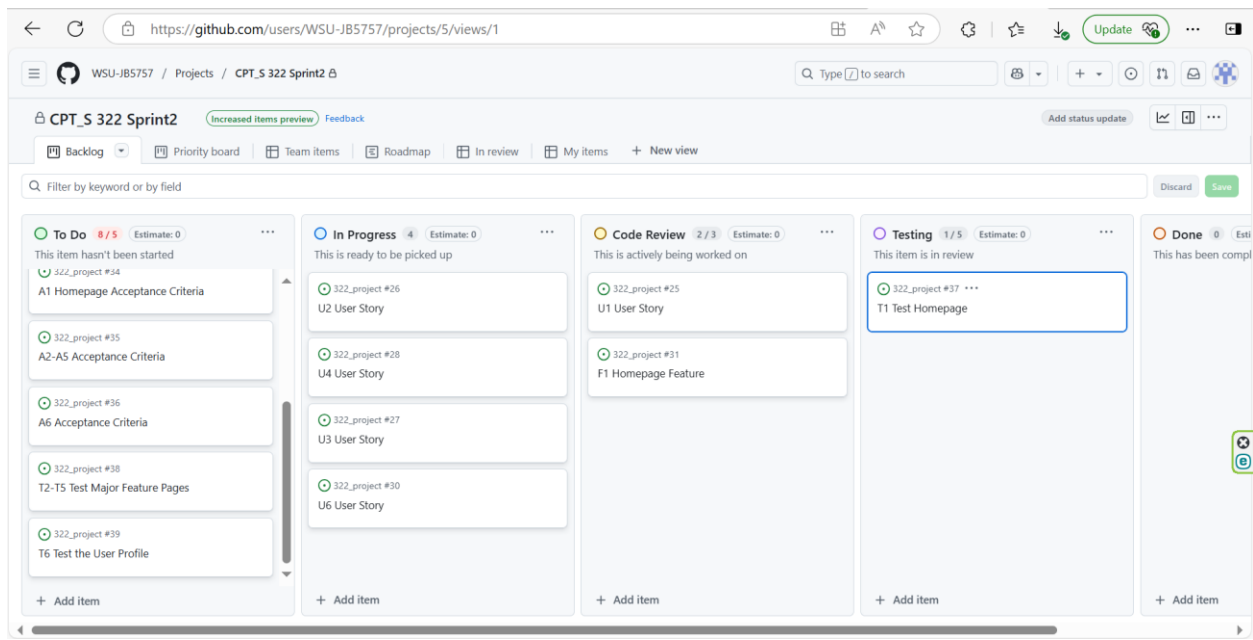 https://github.com/users/WSU-JB5757/projects/5/views/1
Update
WSU-JB5757 / Projects / CPT_S 322 Sprint2
Type / to search
CPT_S 322 Sprint2
Increased items preview
Feedback
Add status update
Backlog
Priority board
Team items
Roadmap
In review
My items
+ New view
Filter by keyword or by field
Discard
Save
To Do 8 / 5 Estimate: 0
This item hasn't been started
322_project #34
A1 Homepage Acceptance Criteria
322_project #35
A2-A5 Acceptance Criteria
322_project #36
A6 Acceptance Criteria
322_project #38
T2-T5 Test Major Feature Pages
322_project #39
T6 Test the User Profile
+ Add item
In Progress 4 Estimate: 0
This is ready to be picked up
322_project #26
U2 User Story
322_project #28
U4 User Story
322_project #27
U3 User Story
322_project #30
U6 User Story
+ Add item
Code Review 2 / 3 Estimate: 0
This is actively being worked on
322_project #25
U1 User Story
322_project #31
F1 Homepage Feature
+ Add item
Testing 1 / 5 Estimate: 0
This item is in review
322_project #37
T1 Test Homepage
+ Add item
Done 0 Esti
This has been compl
+ Add item